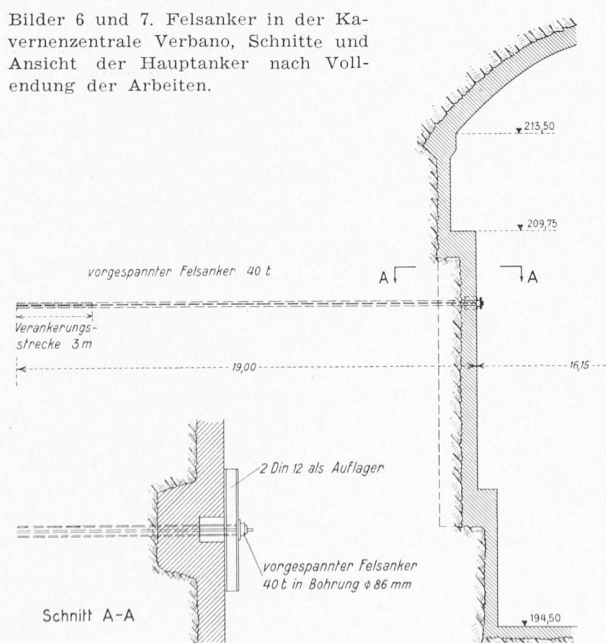 Bilder 6 und 7. Felsanker in der Ka-
vernenzentrale Verbano, Schnitte und
Ansicht der Hauptanker nach Voll-
endung der Arbeiten.
213,50
209,75
vorgespannter Felsanker 40 t
A
A
Verankerungs-
strecke 3 m
19,00
16,15
2 Din 12 als Auflager
vorgespannter Felsanker
40 t in Bohrung ϕ 86 mm
Schnitt A-A
194,50